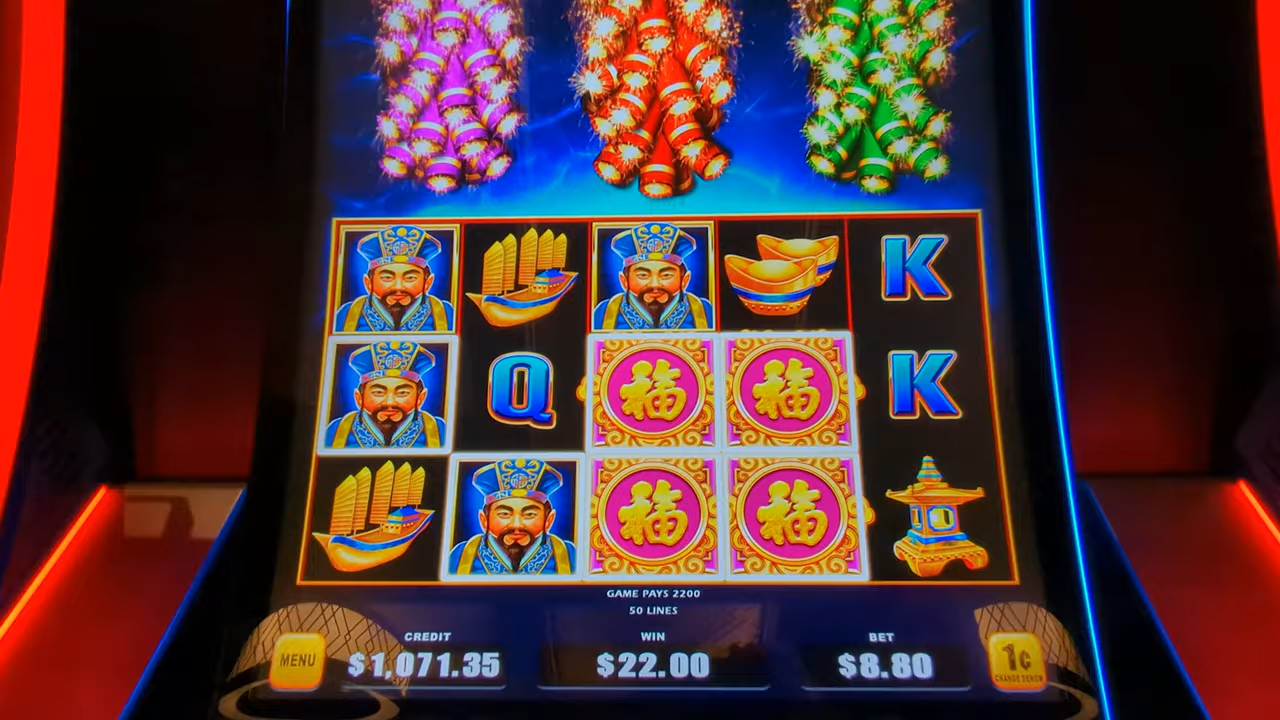 K
Q
福 福
K
福 福
GAME PAYS 2200
50 LINES
CREDIT WIN BET
MENU $1,071.35 $22.00 $8.80 1¢
CHANGE DENOM